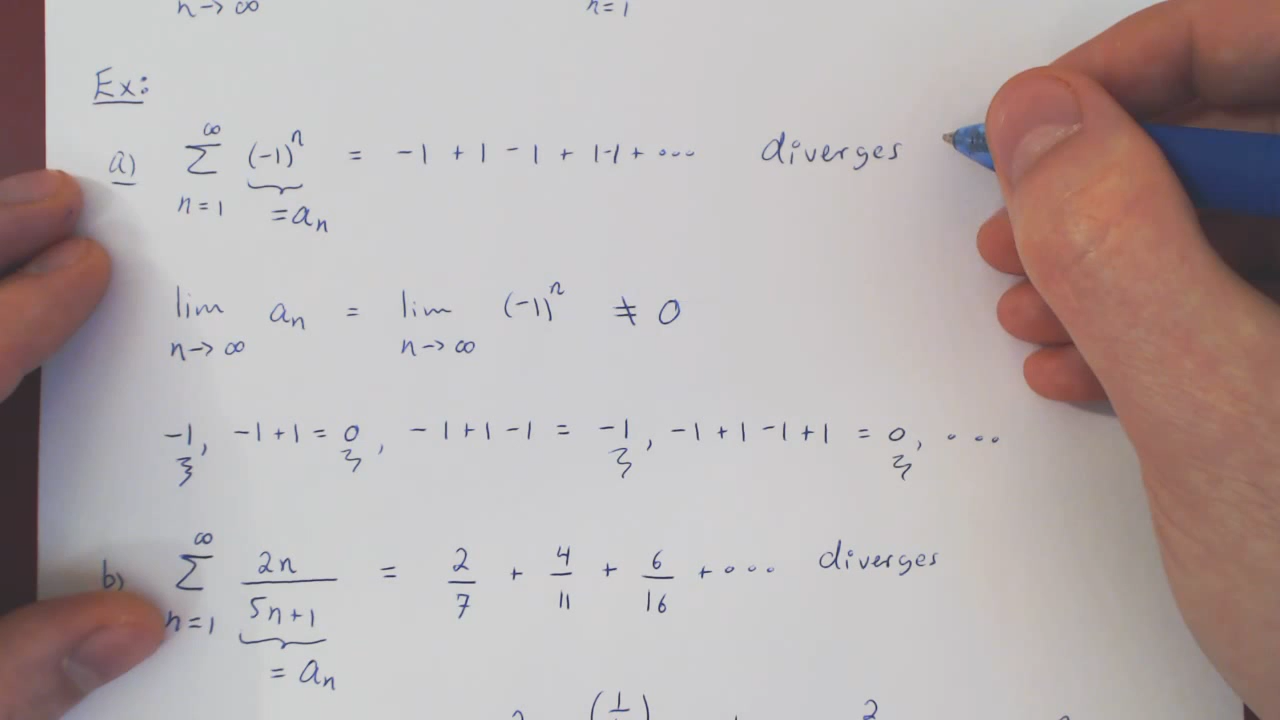 n→∞ n=1
Ex:
a) ∑_{n=1}^{∞} (-1)^n = -1 + 1 - 1 + 1 - 1 + ... diverges
= a_n
lim_{n→∞} a_n = lim_{n→∞} (-1)^n ≠ 0
-1, -1 + 1 = 0, -1 + 1 - 1 = -1, -1 + 1 - 1 + 1 = 0, ...
b) ∑_{n=1}^{∞} 2n/(5n+1) = 2/7 + 4/11 + 6/16 + ... diverges
= a_n